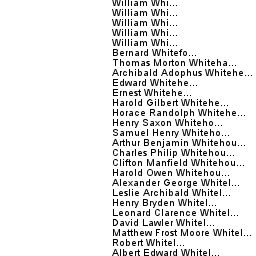 William Whi...
William Whi...
William Whi...
William Whi...
William Whi...
Bernard Whitefo...
Thomas Morton Whiteha...
Archibald Adophus Whitehe...
Edward Whitehe...
Ernest Whitehe...
Harold Gilbert Whitehe...
Horace Randolph Whitehe...
Henry Saxon Whiteho...
Samuel Henry Whiteho...
Arthur Benjamin Whitehou...
Charles Philip Whitehou...
Clifton Manfield Whitehou...
Harold Owen Whitehou...
Alexander George Whitel...
Leslie Archibald Whitel...
Henry Bryden Whitel...
Leonard Clarence Whitel...
David Lawler Whitel...
Matthew Frost Moore Whitel...
Robert Whitel...
Albert Edward Whitel...